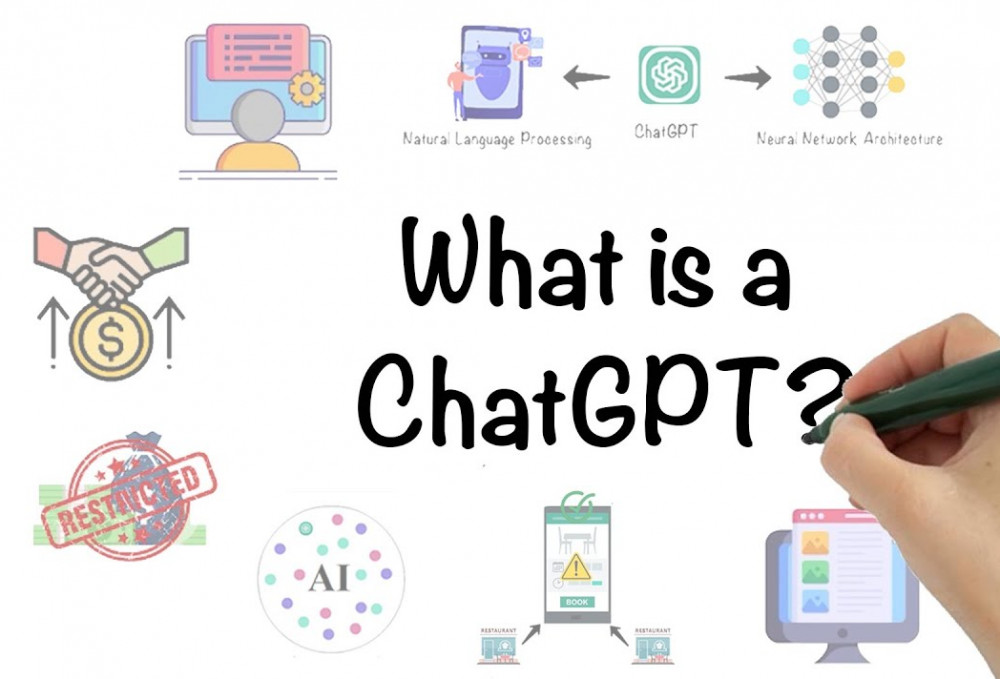 Natural Language Processing
ChatGPT
Neural Network Architecture
What is a
ChatGPT?
RESTRICTED
AI
BOOK
RESTAURANT
RESTAURANT